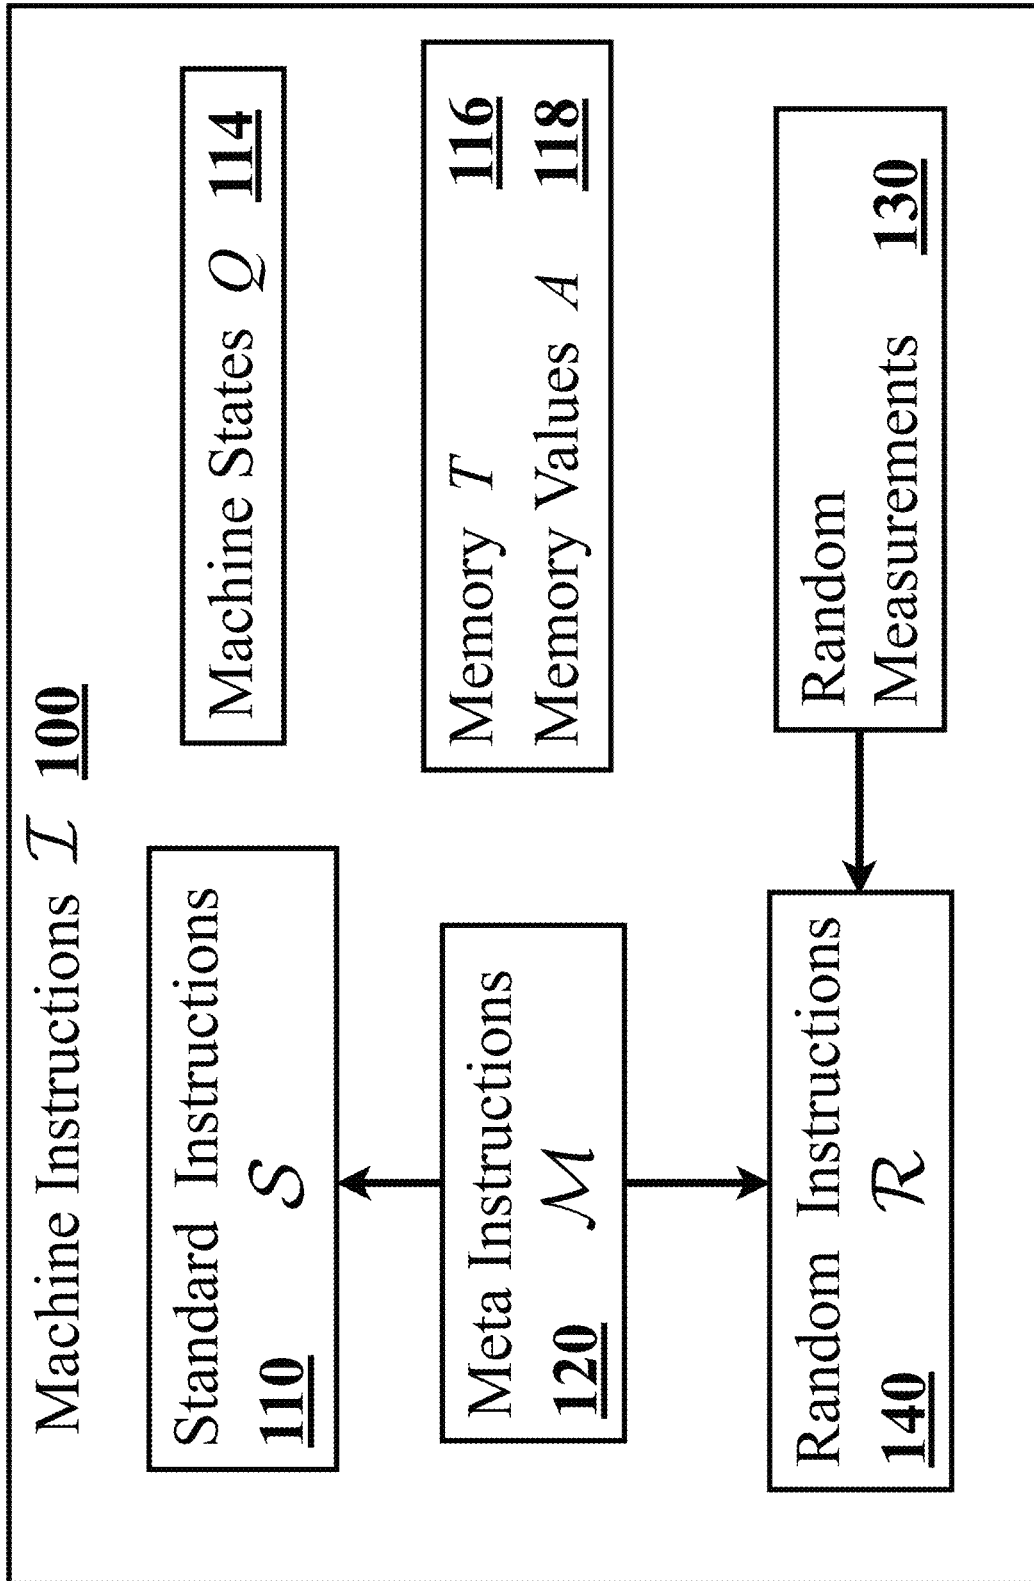 Machine Instructions ℐ 100
Standard Instructions
110 𝒮
Machine States Q 114
Meta Instructions
120 ℳ
Memory T 116
Memory Values A 118
Random Instructions
140 ℛ
Random
Measurements 130